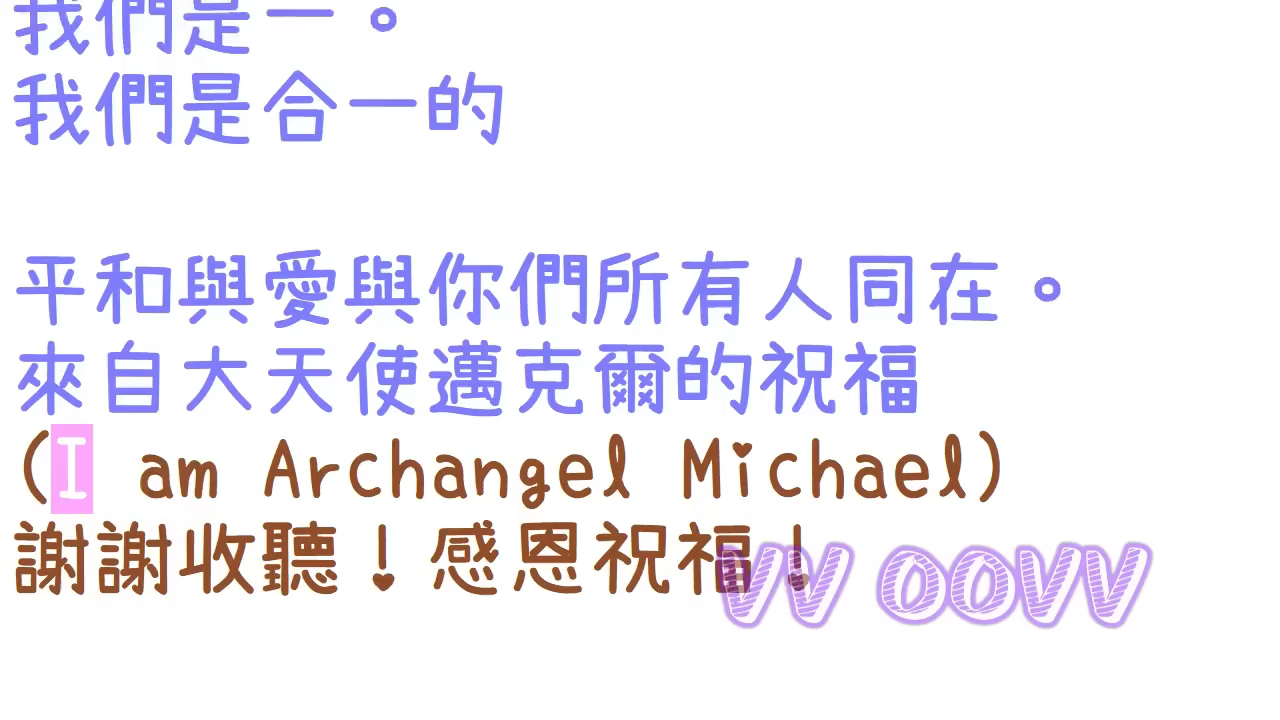 我們是一。
我們是合一的
平和與愛與你們所有人同在。
來自大天使邁克爾的祝福
(I am Archangel Michael)
謝謝收聽！感恩祝福！
VV OOVV